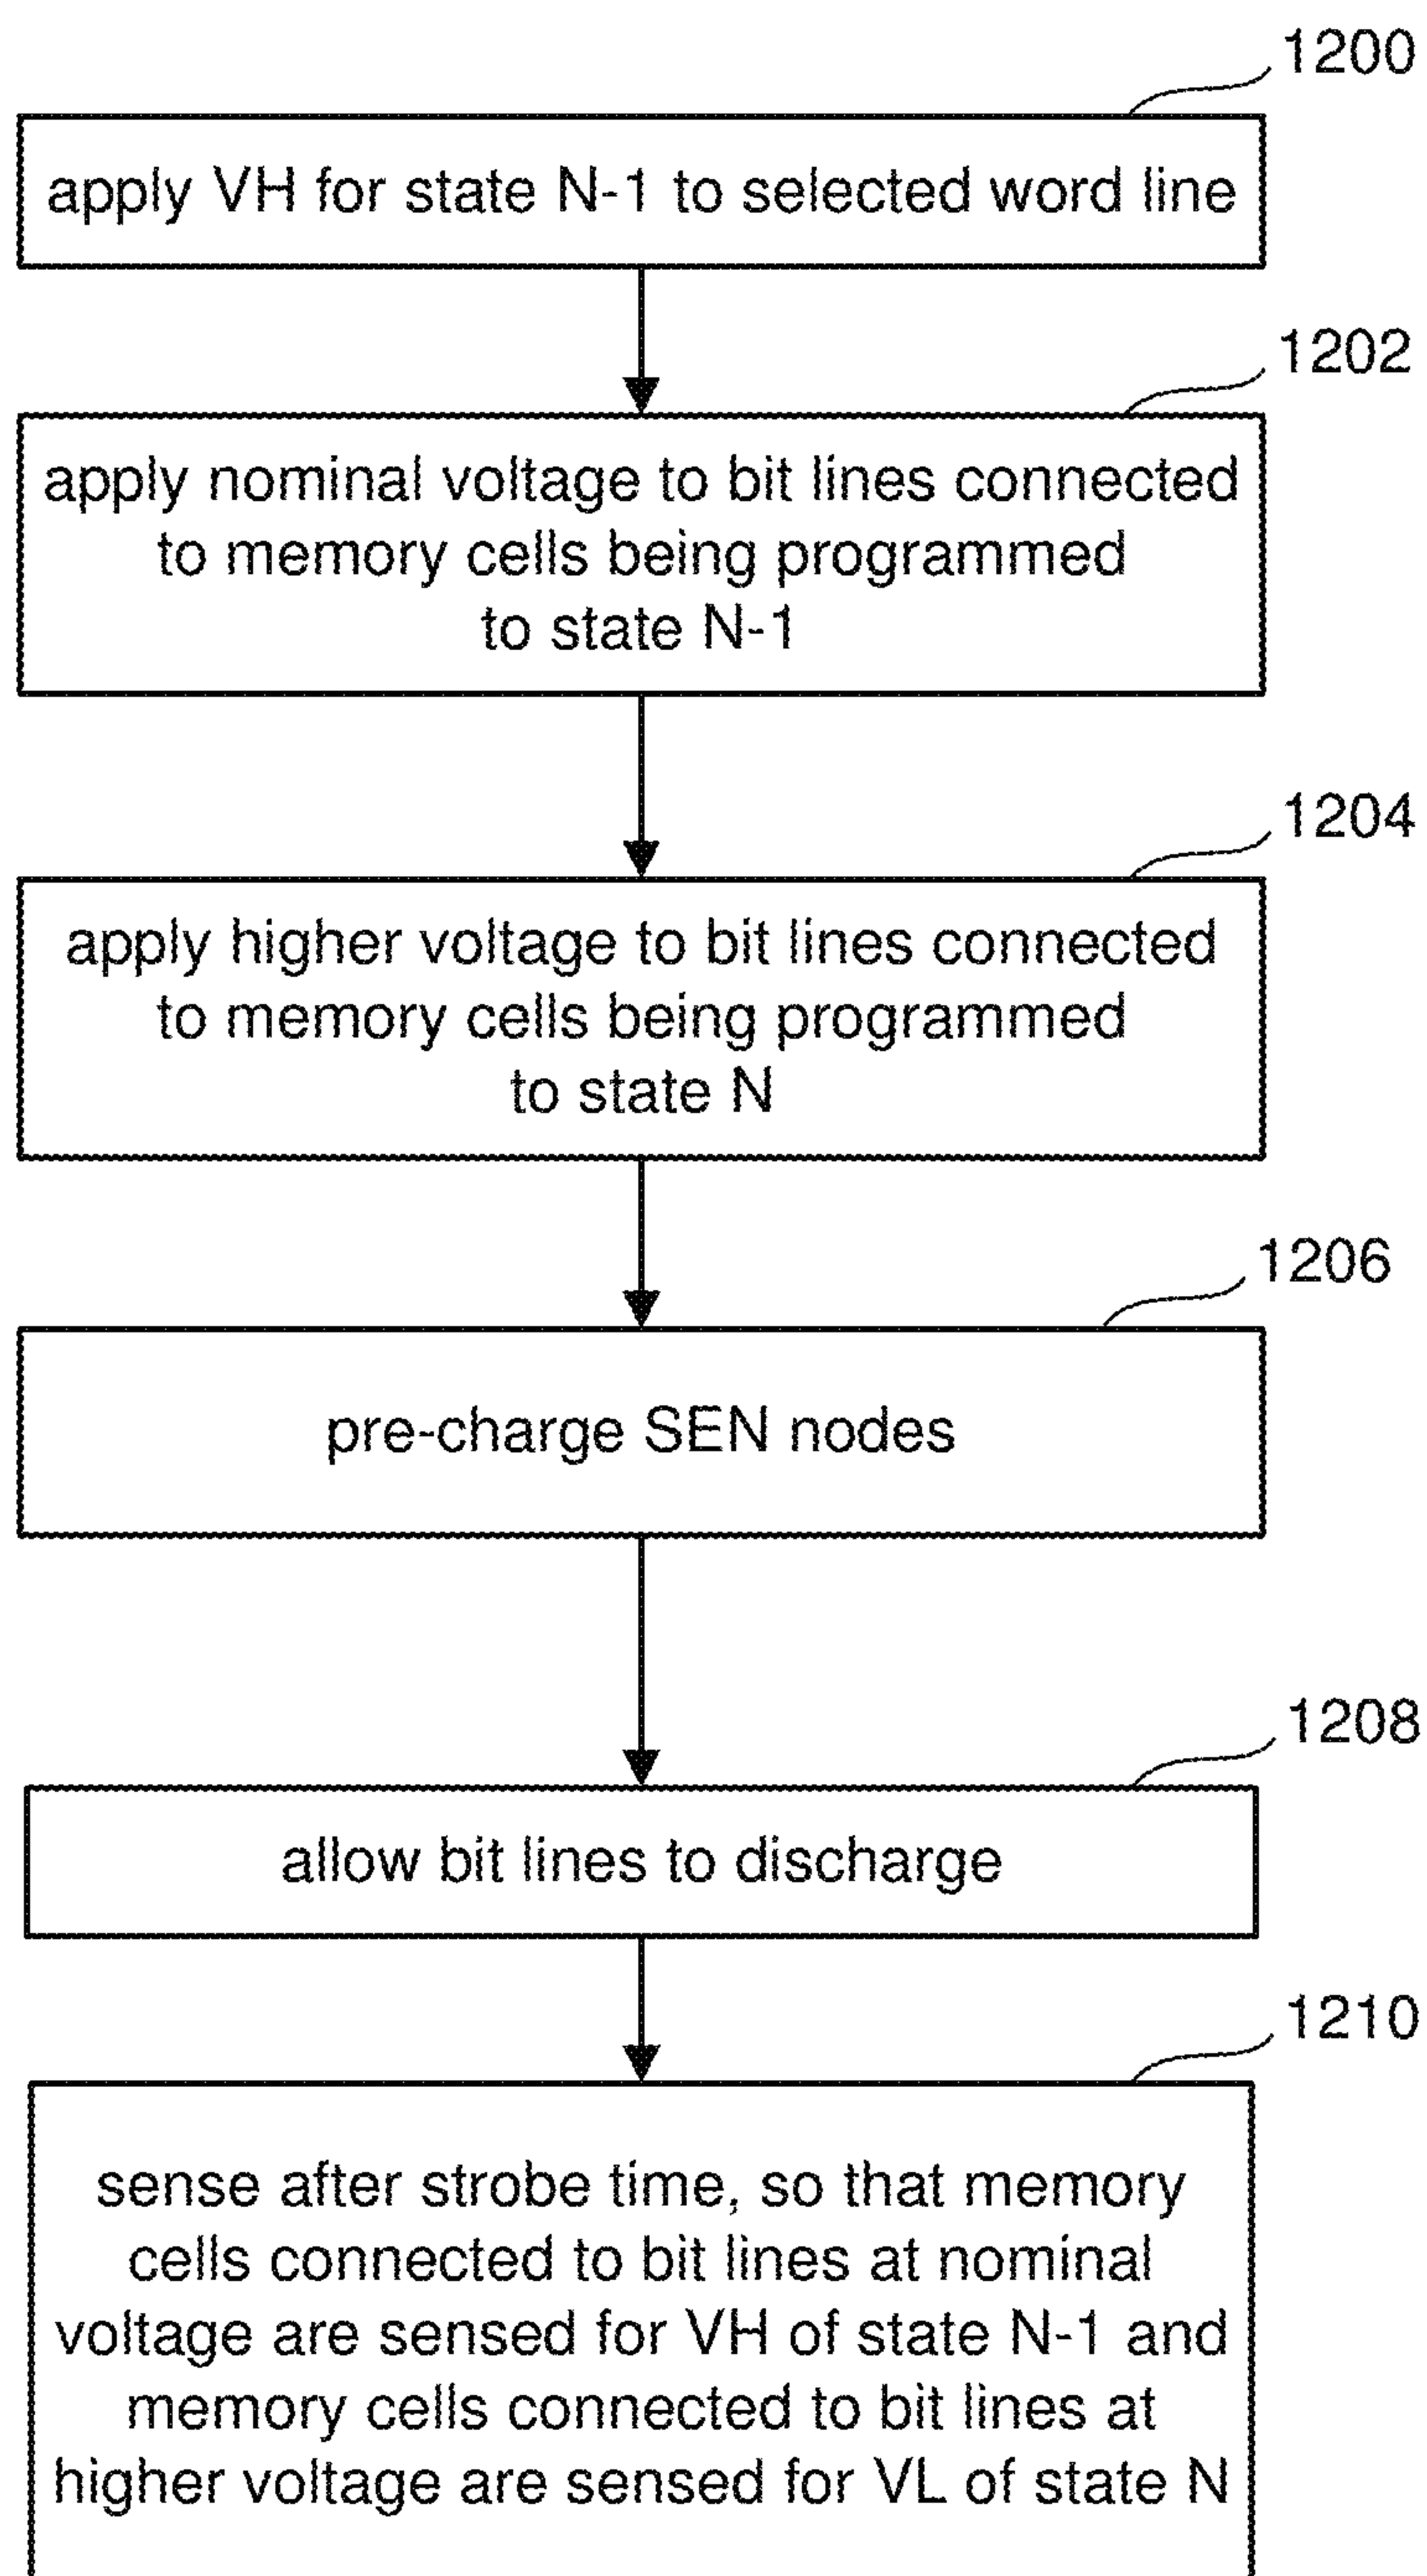 1200
apply VH for state N-1 to selected word line
1202
apply nominal voltage to bit lines connected
to memory cells being programmed
to state N-1
1204
apply higher voltage to bit lines connected
to memory cells being programmed
to state N
1206
pre-charge SEN nodes
1208
allow bit lines to discharge
1210
sense after strobe time, so that memory
cells connected to bit lines at nominal
voltage are sensed for VH of state N-1 and
memory cells connected to bit lines at
higher voltage are sensed for VL of state N